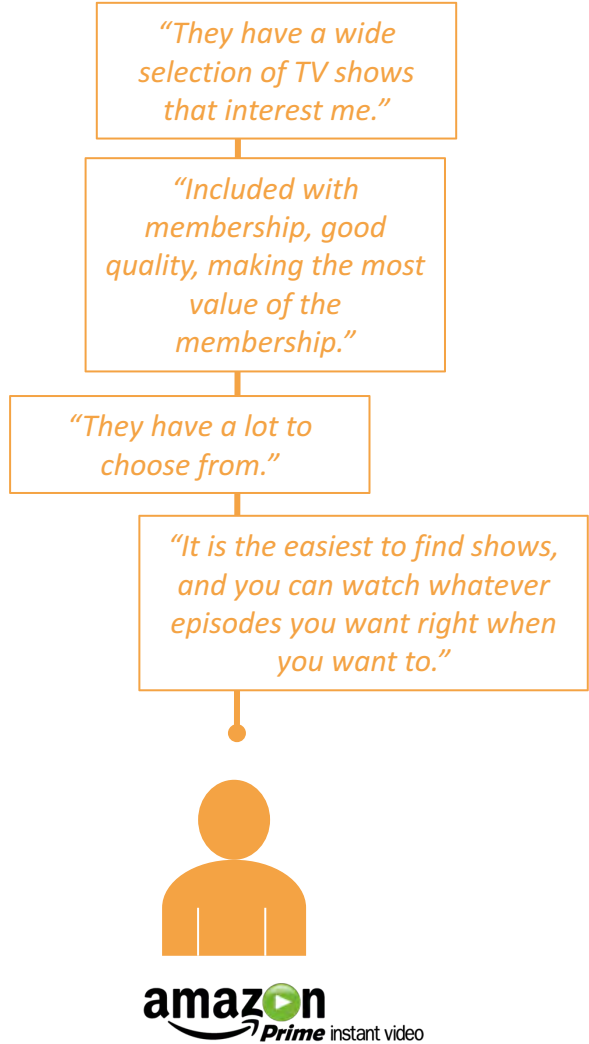 “They have a wide
selection of TV shows
that interest me.”
“Included with
membership, good
quality, making the most
value of the
membership.”
“They have a lot to
choose from.”
“It is the easiest to find shows,
and you can watch whatever
episodes you want right when
you want to.”
amazon
Prime instant video